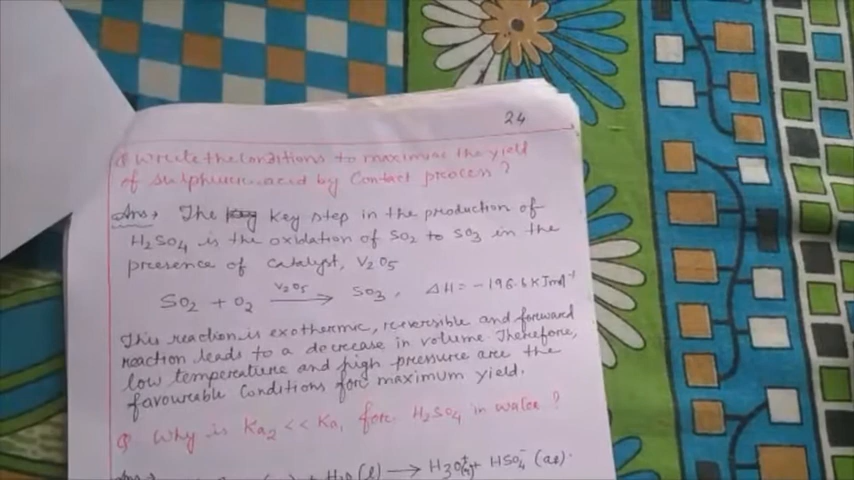 24
Q Write the conditions to maximise the yield
of sulphuric acid by Contact process?
Ans→ The key step in the production of
H₂SO₄ is the oxidation of SO₂ to SO₃ in the
presence of catalyst, V₂O₅
SO₂ + O₂ —V₂O₅→ SO₃, ΔH = -196.6 KJmol⁻¹
This reaction is exothermic, reversible and forward
reaction leads to a decrease in volume. Therefore,
low temperature and high pressure are the
favourable conditions for maximum yield.
Q Why is Ka₂ << Ka₁ for H₂SO₄ in water?
Ans→ + H₂O (l) → H₃O⁺ + HSO₄⁻ (aq).